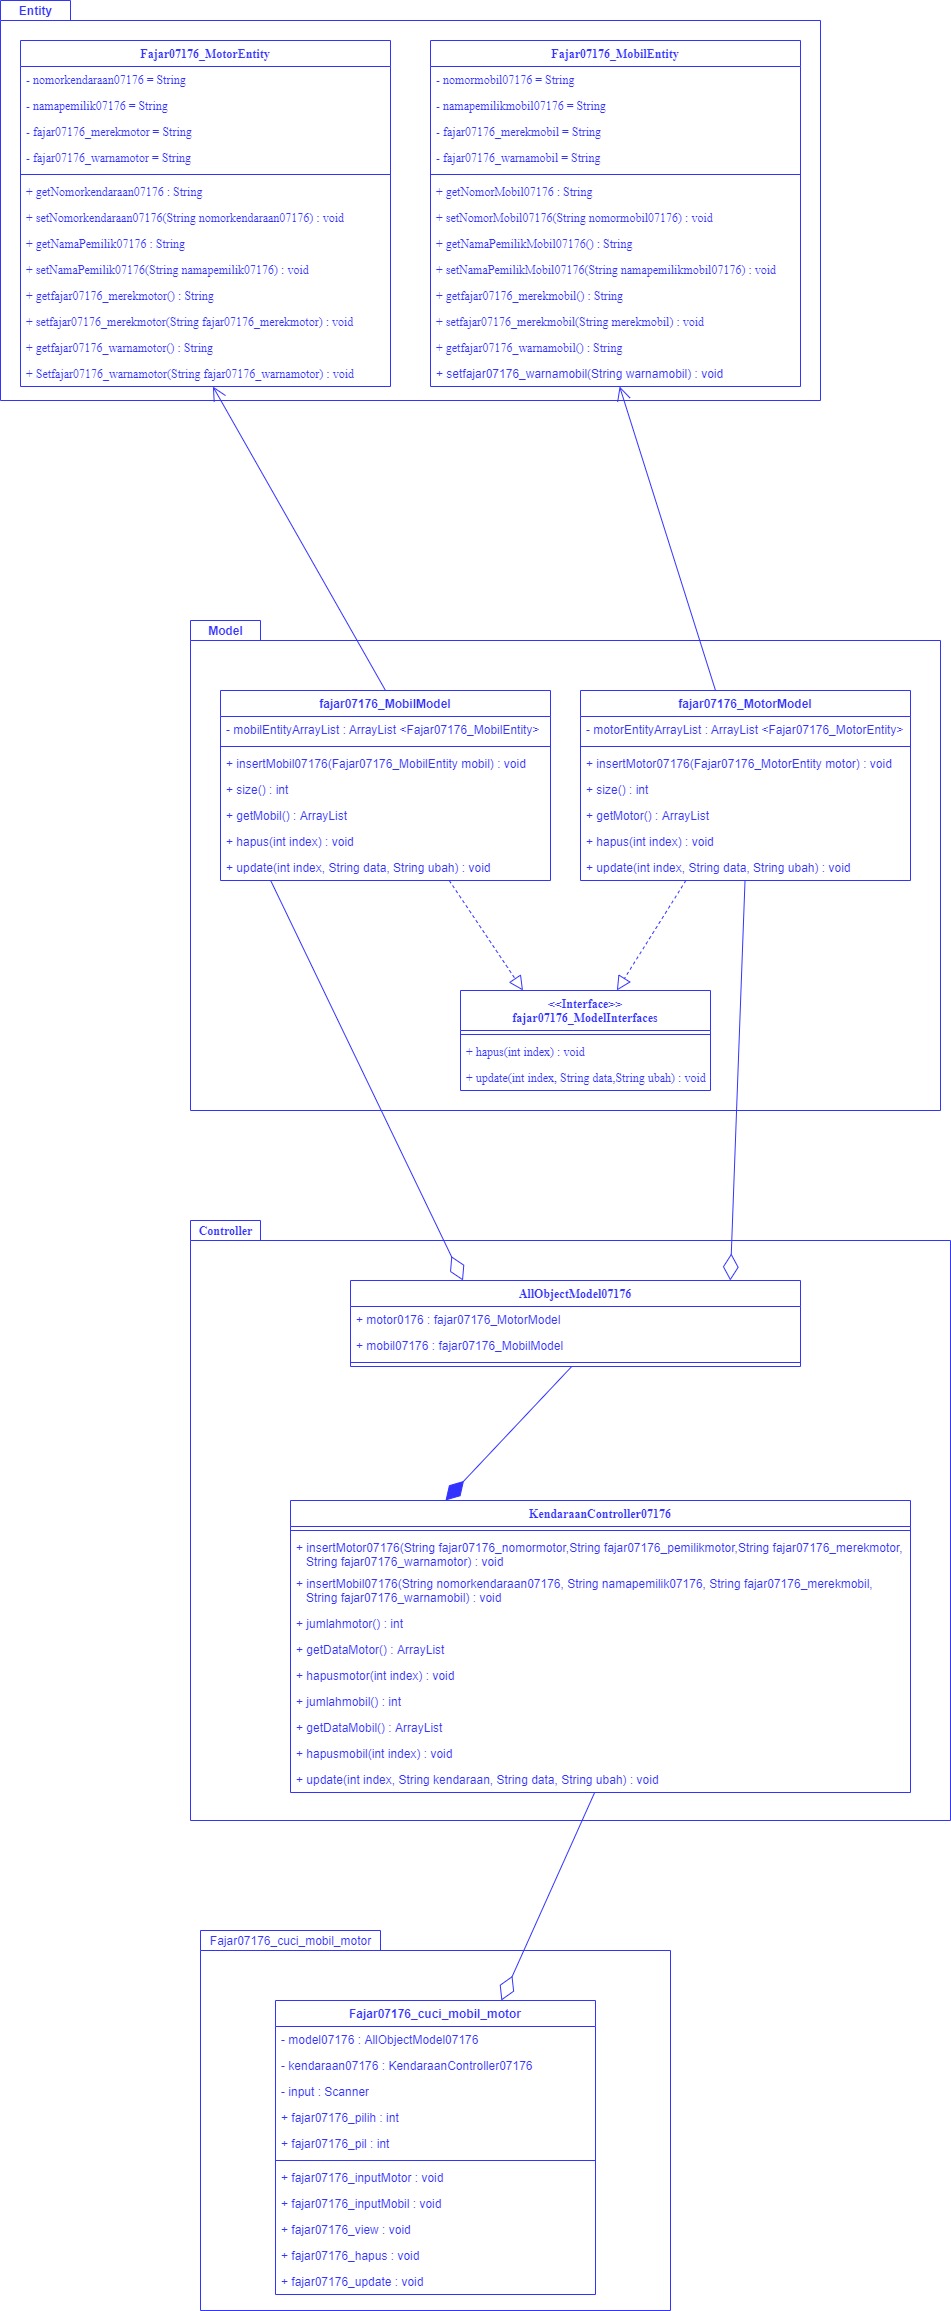 Entity
Fajar07176_MotorEntity
- nomorkendaraan07176 = String
- namapemilik07176 = String
- fajar07176_merekmotor = String
- fajar07176_warnamotor = String
+ getNomorkendaraan07176 : String
+ setNomorkendaraan07176(String nomorkendaraan07176) : void
+ getNamaPemilik07176 : String
+ setNamaPemilik07176(String namapemilik07176) : void
+ getfajar07176_merekmotor() : String
+ setfajar07176_merekmotor(String fajar07176_merekmotor) : void
+ getfajar07176_warnamotor() : String
+ Setfajar07176_warnamotor(String fajar07176_warnamotor) : void
Fajar07176_MobilEntity
- nomormobil07176 = String
- namapemilikmobil07176 = String
- fajar07176_merekmobil = String
- fajar07176_warnamobil = String
+ getNomorMobil07176 : String
+ setNomorMobil07176(String nomormobil07176) : void
+ getNamaPemilikMobil07176() : String
+ setNamaPemilikMobil07176(String namapemilikmobil07176) : void
+ getfajar07176_merekmobil() : String
+ setfajar07176_merekmobil(String merekmobil) : void
+ getfajar07176_warnamobil() : String
+ setfajar07176_warnamobil(String warnamobil) : void
Model
fajar07176_MobilModel
- mobilEntityArrayList : ArrayList <Fajar07176_MobilEntity>
+ insertMobil07176(Fajar07176_MobilEntity mobil) : void
+ size() : int
+ getMobil() : ArrayList
+ hapus(int index) : void
+ update(int index, String data, String ubah) : void
fajar07176_MotorModel
- motorEntityArrayList : ArrayList <Fajar07176_MotorEntity>
+ insertMotor07176(Fajar07176_MotorEntity motor) : void
+ size() : int
+ getMotor() : ArrayList
+ hapus(int index) : void
+ update(int index, String data, String ubah) : void
<<Interface>>
fajar07176_ModelInterfaces
+ hapus(int index) : void
+ update(int index, String data,String ubah) : void
Controller
AllObjectModel07176
+ motor0176 : fajar07176_MotorModel
+ mobil07176 : fajar07176_MobilModel
KendaraanController07176
+ insertMotor07176(String fajar07176_nomormotor,String fajar07176_pemilikmotor,String fajar07176_merekmotor,
String fajar07176_warnamotor) : void
+ insertMobil07176(String nomorkendaraan07176, String namapemilik07176, String fajar07176_merekmobil,
String fajar07176_warnamobil) : void
+ jumlahmotor() : int
+ getDataMotor() : ArrayList
+ hapusmotor(int index) : void
+ jumlahmobil() : int
+ getDataMobil() : ArrayList
+ hapusmobil(int index) : void
+ update(int index, String kendaraan, String data, String ubah) : void
Fajar07176_cuci_mobil_motor
Fajar07176_cuci_mobil_motor
- model07176 : AllObjectModel07176
- kendaraan07176 : KendaraanController07176
- input : Scanner
+ fajar07176_pilih : int
+ fajar07176_pil : int
+ fajar07176_inputMotor : void
+ fajar07176_inputMobil : void
+ fajar07176_view : void
+ fajar07176_hapus : void
+ fajar07176_update : void